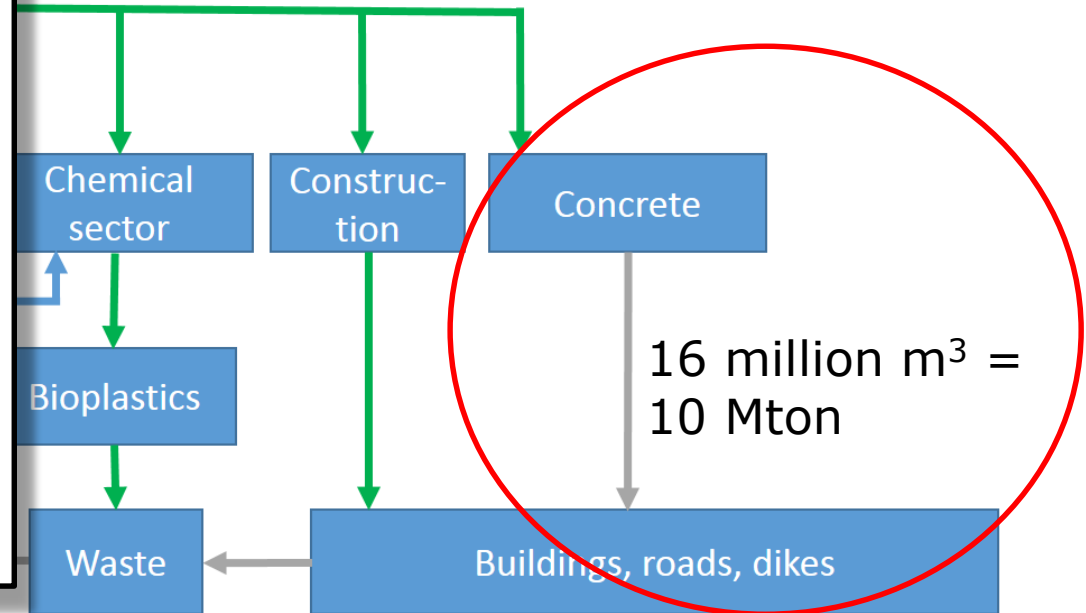 Chemical
sector
Construc-
tion
Concrete
16 million m³ =
10 Mton
Bioplastics
Waste
Buildings, roads, dikes